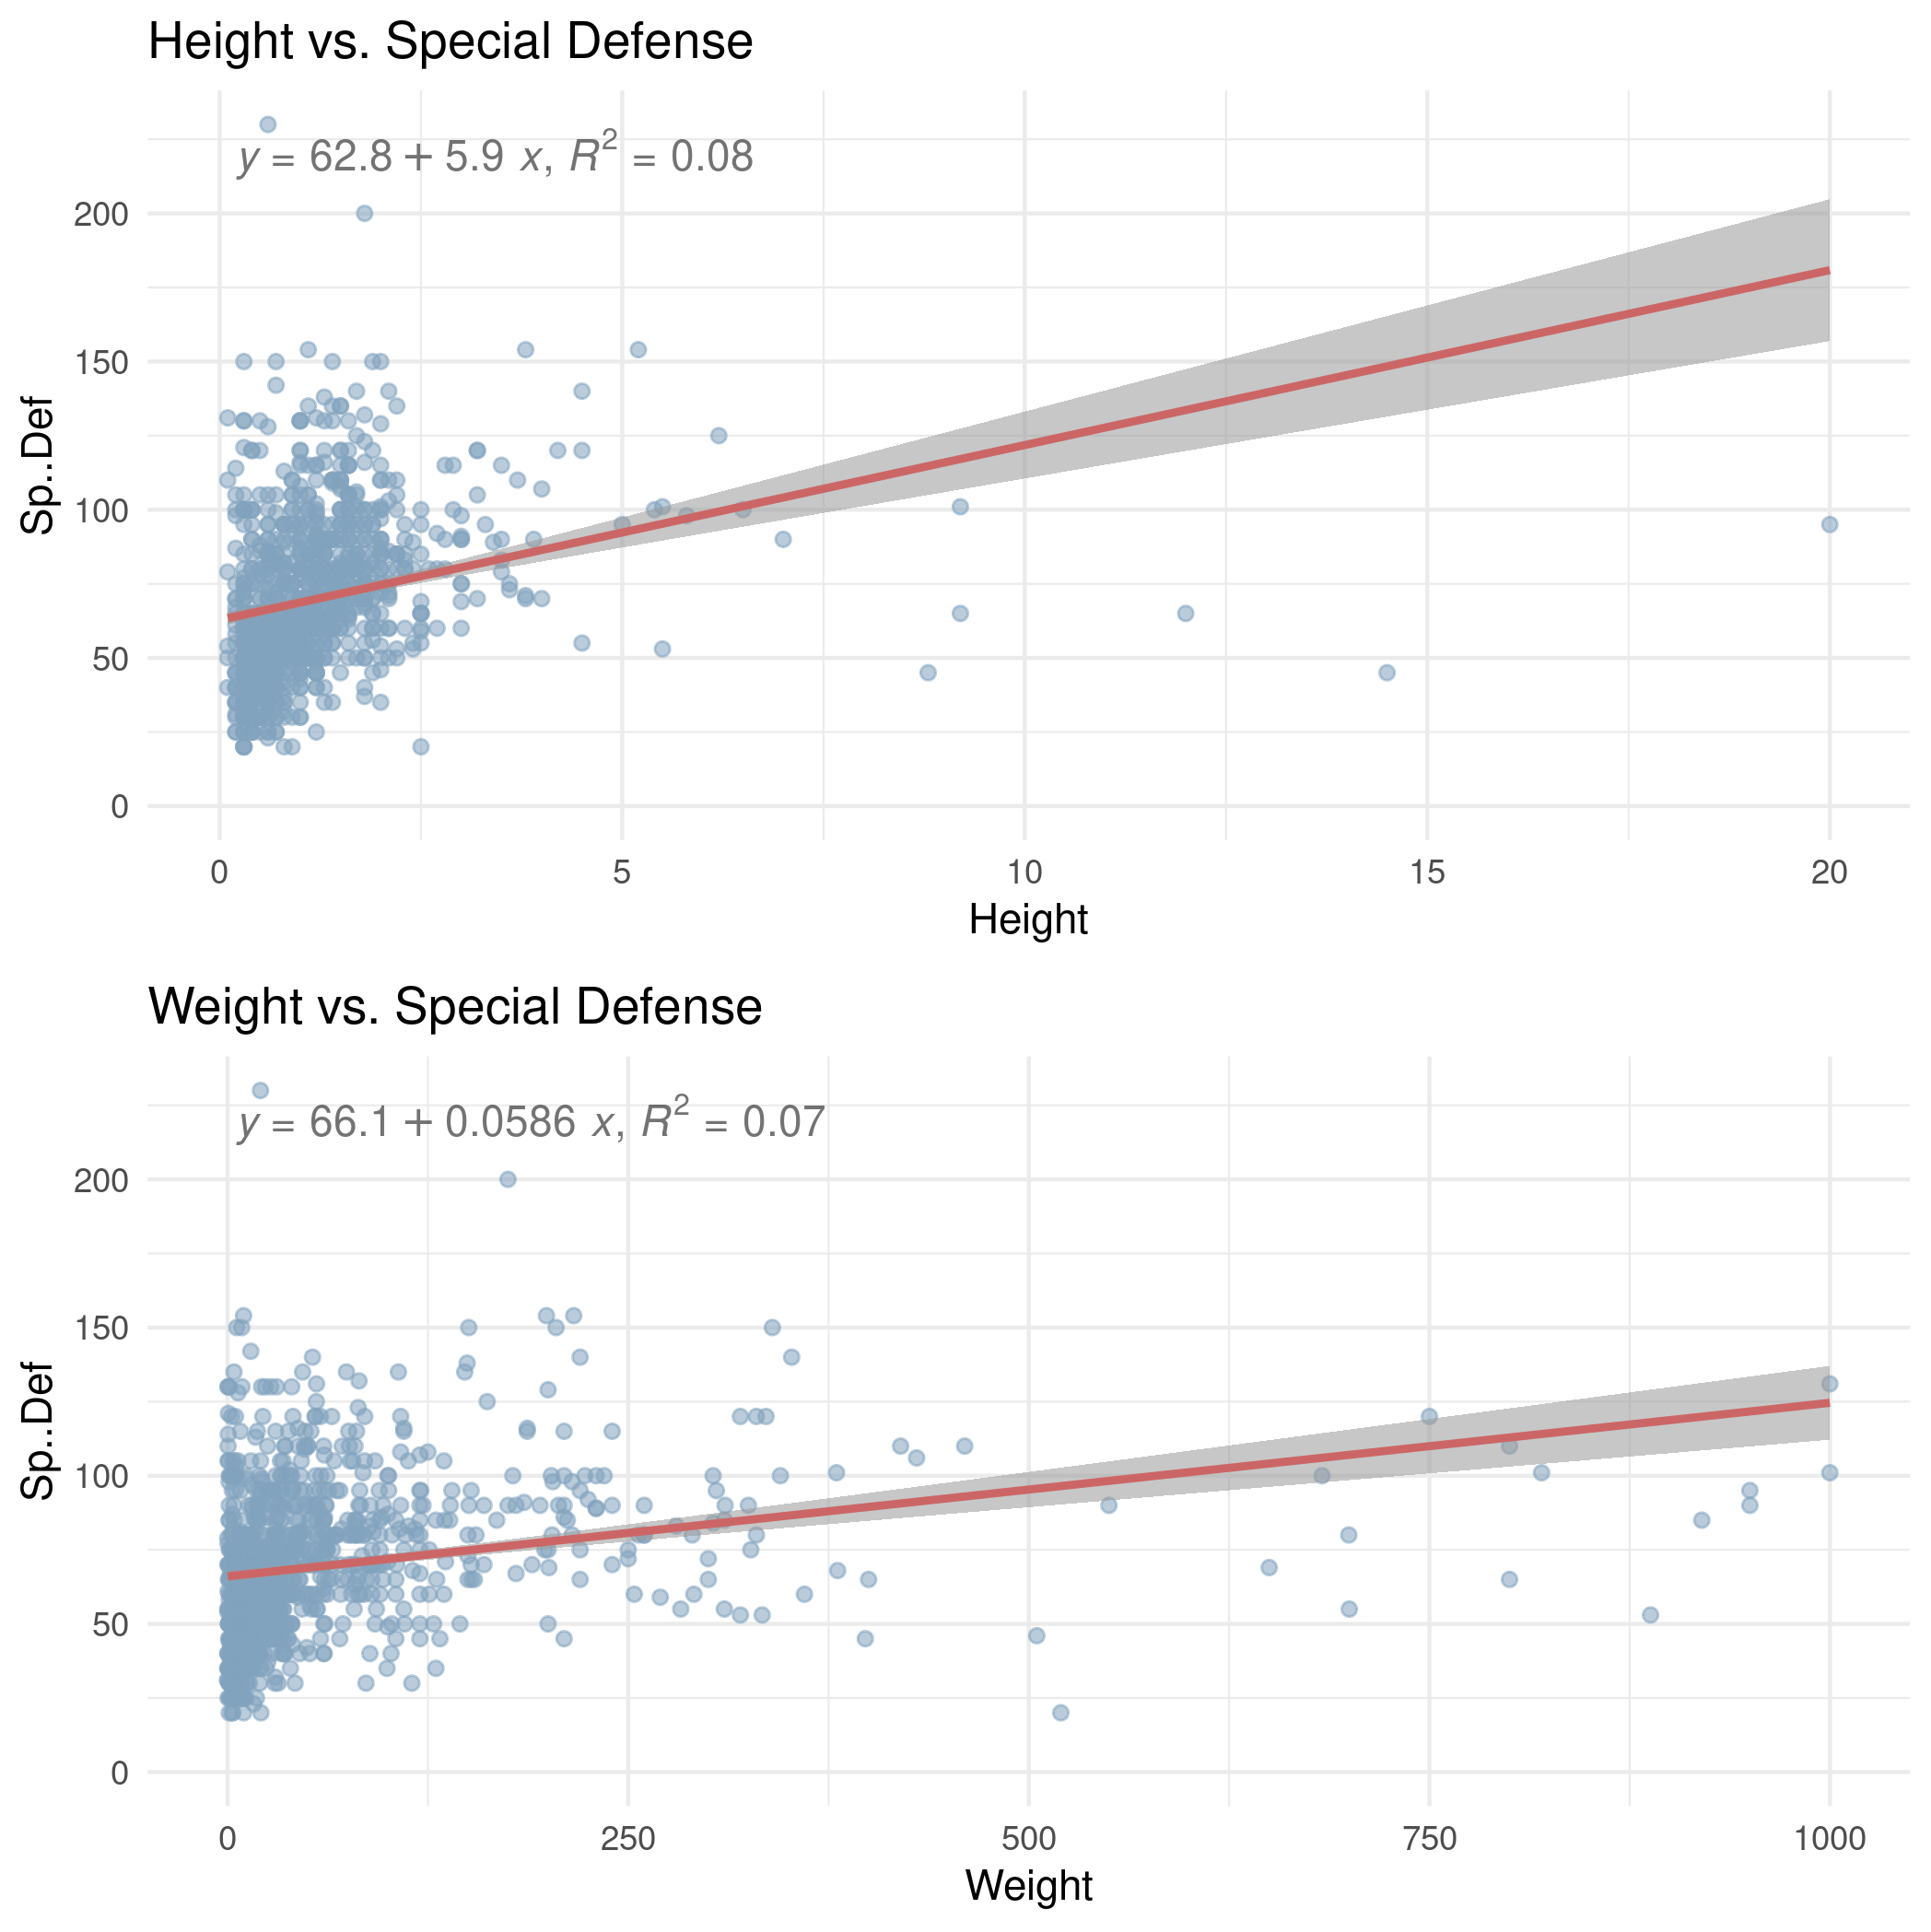 Height vs. Special Defense
y = 62.8 + 5.9 x, R² = 0.08
200
150
100
50
0
Sp..Def
0 5 10 15 20
Height
Weight vs. Special Defense
y = 66.1 + 0.0586 x, R² = 0.07
200
150
100
50
0
Sp..Def
0 250 500 750 1000
Weight